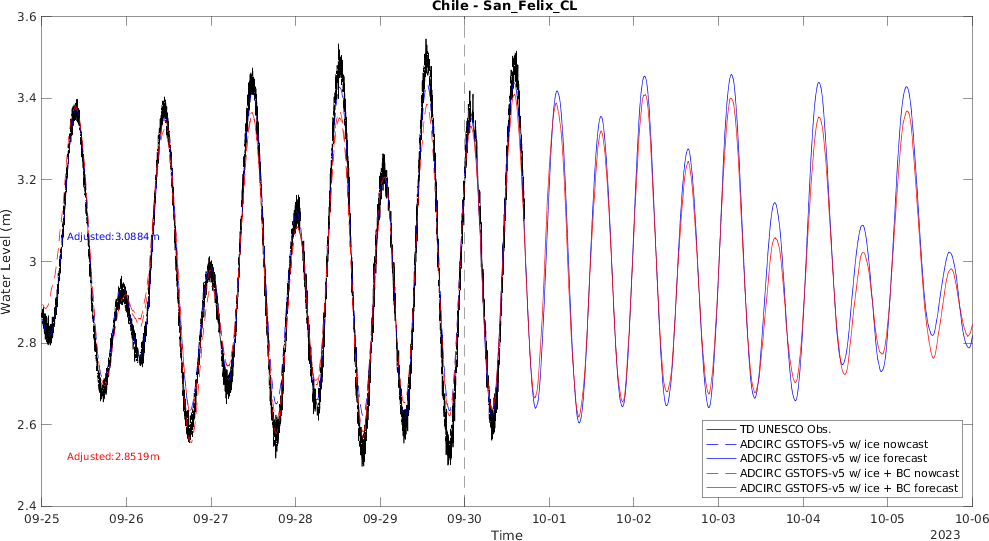 Chile - San_Felix_CL
3.6
3.4
3.2
3
2.8
2.6
2.4
Water Level (m)
Adjusted:3.0884m
Adjusted:2.8519m
TD UNESCO Obs.
ADCIRC GSTOFS-v5 w/ ice nowcast
ADCIRC GSTOFS-v5 w/ ice forecast
ADCIRC GSTOFS-v5 w/ ice + BC nowcast
ADCIRC GSTOFS-v5 w/ ice + BC forecast
09-25 09-26 09-27 09-28 09-29 09-30 10-01 10-02 10-03 10-04 10-05 10-06
Time
2023